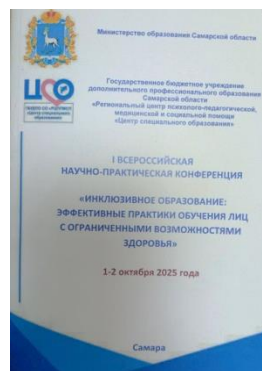 Министерство образования Самарской области
Государственное бюджетное учреждение
дополнительного профессионального образования
Самарской области
«Региональный центр психолого-педагогической,
медицинской и социальной помощи
«Центр специального образования»
ЦСО
I ВСЕРОССИЙСКАЯ
НАУЧНО-ПРАКТИЧЕСКАЯ КОНФЕРЕНЦИЯ
«ИНКЛЮЗИВНОЕ ОБРАЗОВАНИЕ:
ЭФФЕКТИВНЫЕ ПРАКТИКИ ОБУЧЕНИЯ ЛИЦ
С ОГРАНИЧЕННЫМИ ВОЗМОЖНОСТЯМИ
ЗДОРОВЬЯ»
1-2 октября 2025 года
Самара